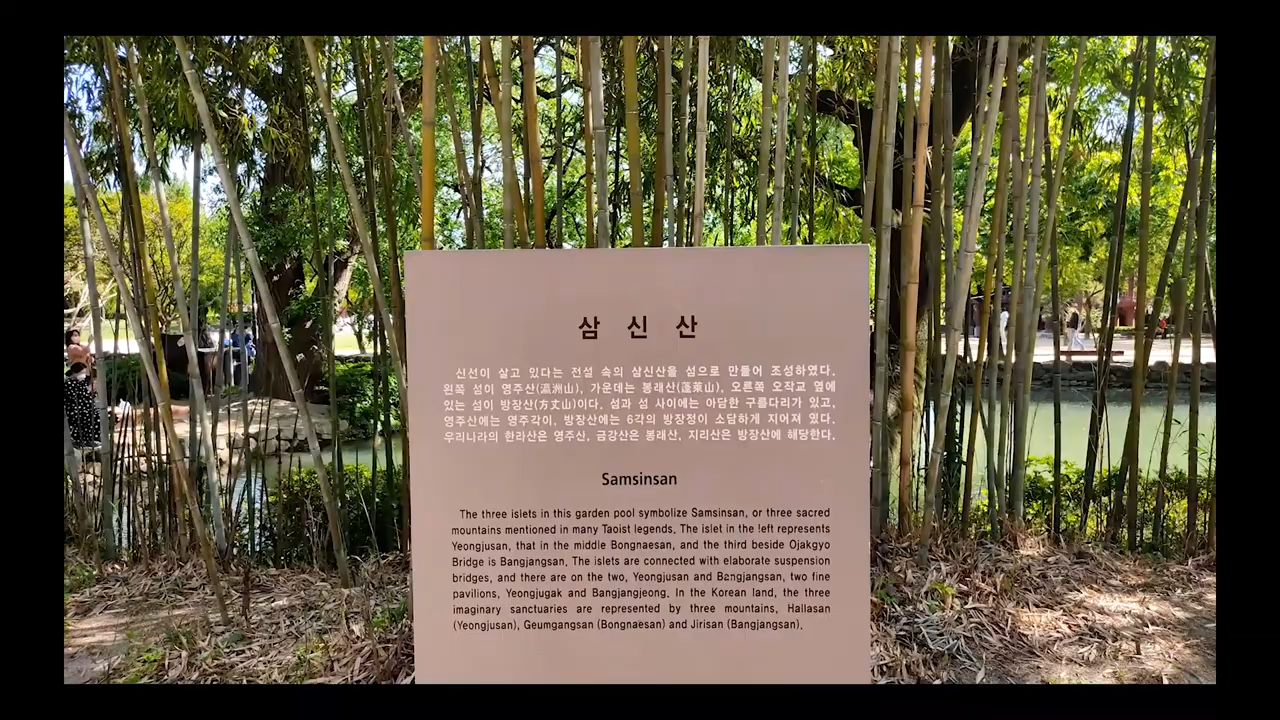 삼 신 산
신선이 살고 있다는 전설 속의 삼신산을 섬으로 만들어 조성하였다.
왼쪽 섬이 영주산(瀛洲山), 가운데는 봉래산(蓬萊山), 오른쪽 오작교 옆에
있는 섬이 방장산(方丈山)이다. 섬과 섬 사이에는 아담한 구름다리가 있고,
영주산에는 영주각이, 방장산에는 6각의 방장정이 소담하게 지어져 있다.
우리나라의 한라산은 영주산, 금강산은 봉래산, 지리산은 방장산에 해당한다.
Samsinsan
The three islets in this garden pool symbolize Samsinsan, or three sacred
mountains mentioned in many Taoist legends. The islet in the left represents
Yeongjusan, that in the middle Bongnaesan, and the third beside Ojakgyo
Bridge is Bangjangsan. The islets are connected with elaborate suspension
bridges, and there are on the two, Yeongjusan and Bangjangsan, two fine
pavilions, Yeongjugak and Bangjangjeong. In the Korean land, the three
imaginary sanctuaries are represented by three mountains, Hallasan
(Yeongjusan), Geumgangsan (Bongnaesan) and Jirisan (Bangjangsan).